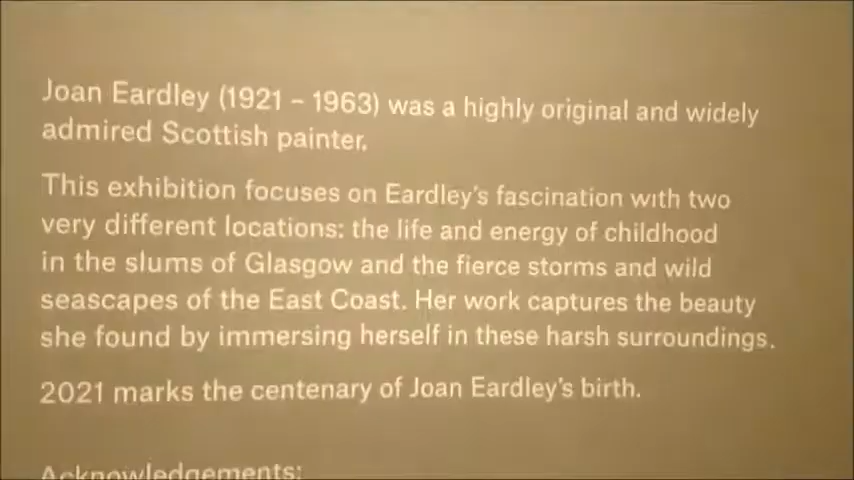 Joan Eardley (1921 – 1963) was a highly original and widely
admired Scottish painter.
This exhibition focuses on Eardley's fascination with two
very different locations: the life and energy of childhood
in the slums of Glasgow and the fierce storms and wild
seascapes of the East Coast. Her work captures the beauty
she found by immersing herself in these harsh surroundings.
2021 marks the centenary of Joan Eardley's birth.
Acknowledgements: